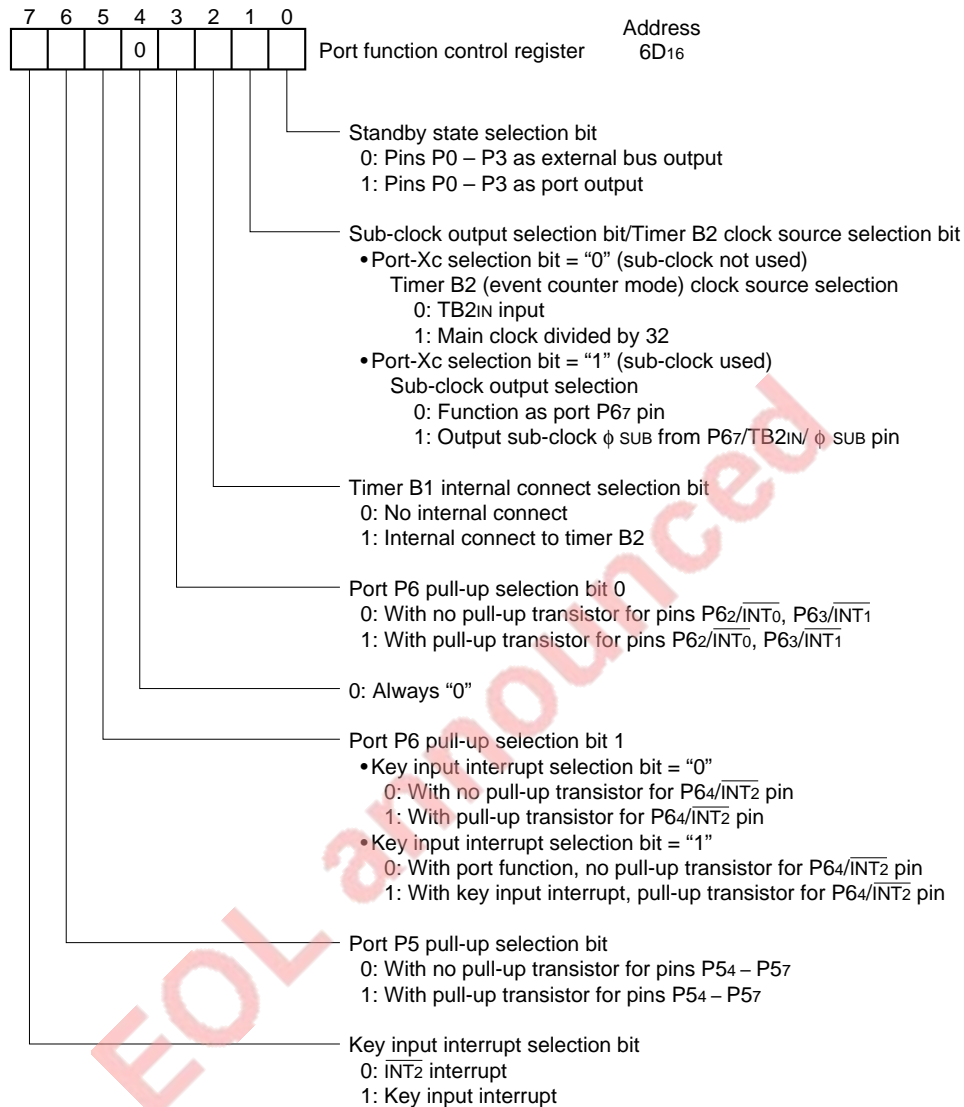 7 6 5 4 3 2 1 0
Address
0 Port function control register 6D16
Standby state selection bit
0: Pins P0 – P3 as external bus output
1: Pins P0 – P3 as port output
Sub-clock output selection bit/Timer B2 clock source selection bit
•Port-Xc selection bit = “0” (sub-clock not used)
Timer B2 (event counter mode) clock source selection
0: TB2IN input
1: Main clock divided by 32
•Port-Xc selection bit = “1” (sub-clock used)
Sub-clock output selection
0: Function as port P67 pin
1: Output sub-clock ϕ SUB from P67/TB2IN/ ϕ SUB pin
Timer B1 internal connect selection bit
0: No internal connect
1: Internal connect to timer B2
Port P6 pull-up selection bit 0
0: With no pull-up transistor for pins P62/INT0, P63/INT1
1: With pull-up transistor for pins P62/INT0, P63/INT1
0: Always “0”
Port P6 pull-up selection bit 1
•Key input interrupt selection bit = “0”
0: With no pull-up transistor for P64/INT2 pin
1: With pull-up transistor for P64/INT2 pin
•Key input interrupt selection bit = “1”
0: With port function, no pull-up transistor for P64/INT2 pin
1: With key input interrupt, pull-up transistor for P64/INT2 pin
Port P5 pull-up selection bit
0: With no pull-up transistor for pins P54 – P57
1: With pull-up transistor for pins P54 – P57
Key input interrupt selection bit
0: INT2 interrupt
1: Key input interrupt
EOL announced